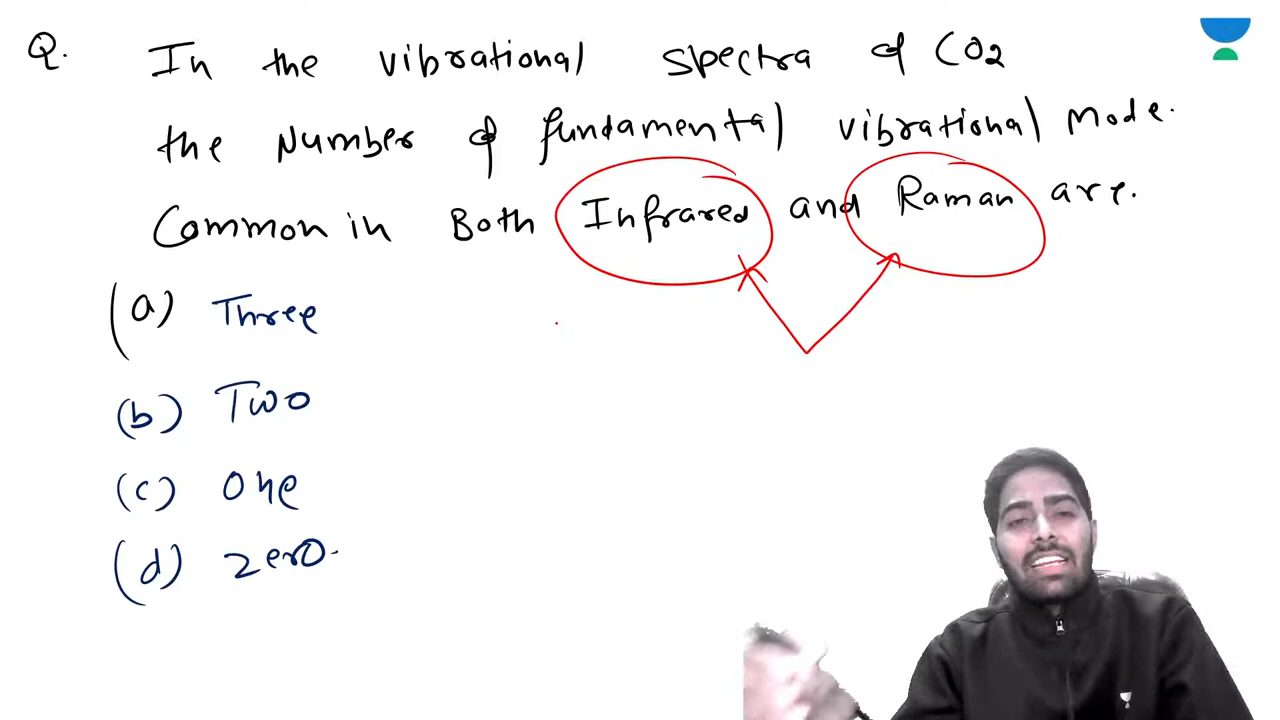 Q. In the vibrational spectra of CO2
the Number of fundamental vibrational mode.
Common in Both Infrared and Raman are.
(a) Three
(b) Two
(c) One
(d) zero.